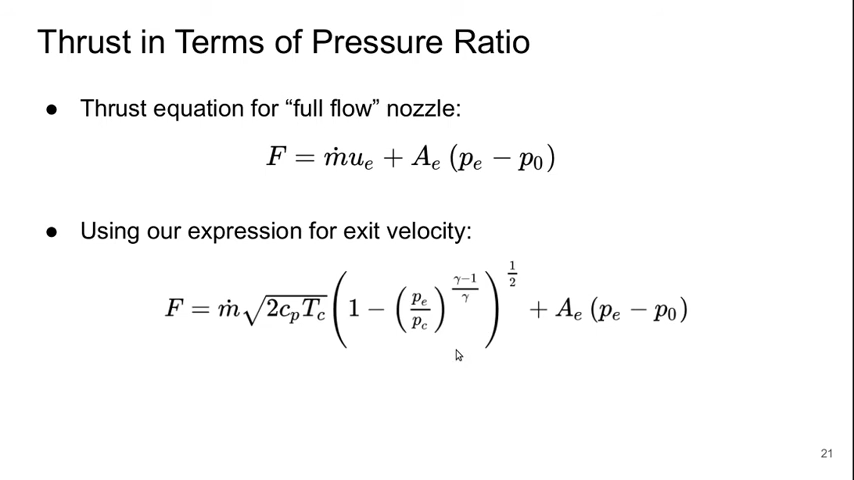 Thrust in Terms of Pressure Ratio
● Thrust equation for “full flow” nozzle:
F = ṁu_e + A_e (p_e − p_0)
● Using our expression for exit velocity:
F = ṁ√(2c_pT_c) (1 − (p_e/p_c)^((γ−1)/γ))^(1/2) + A_e (p_e − p_0)
21